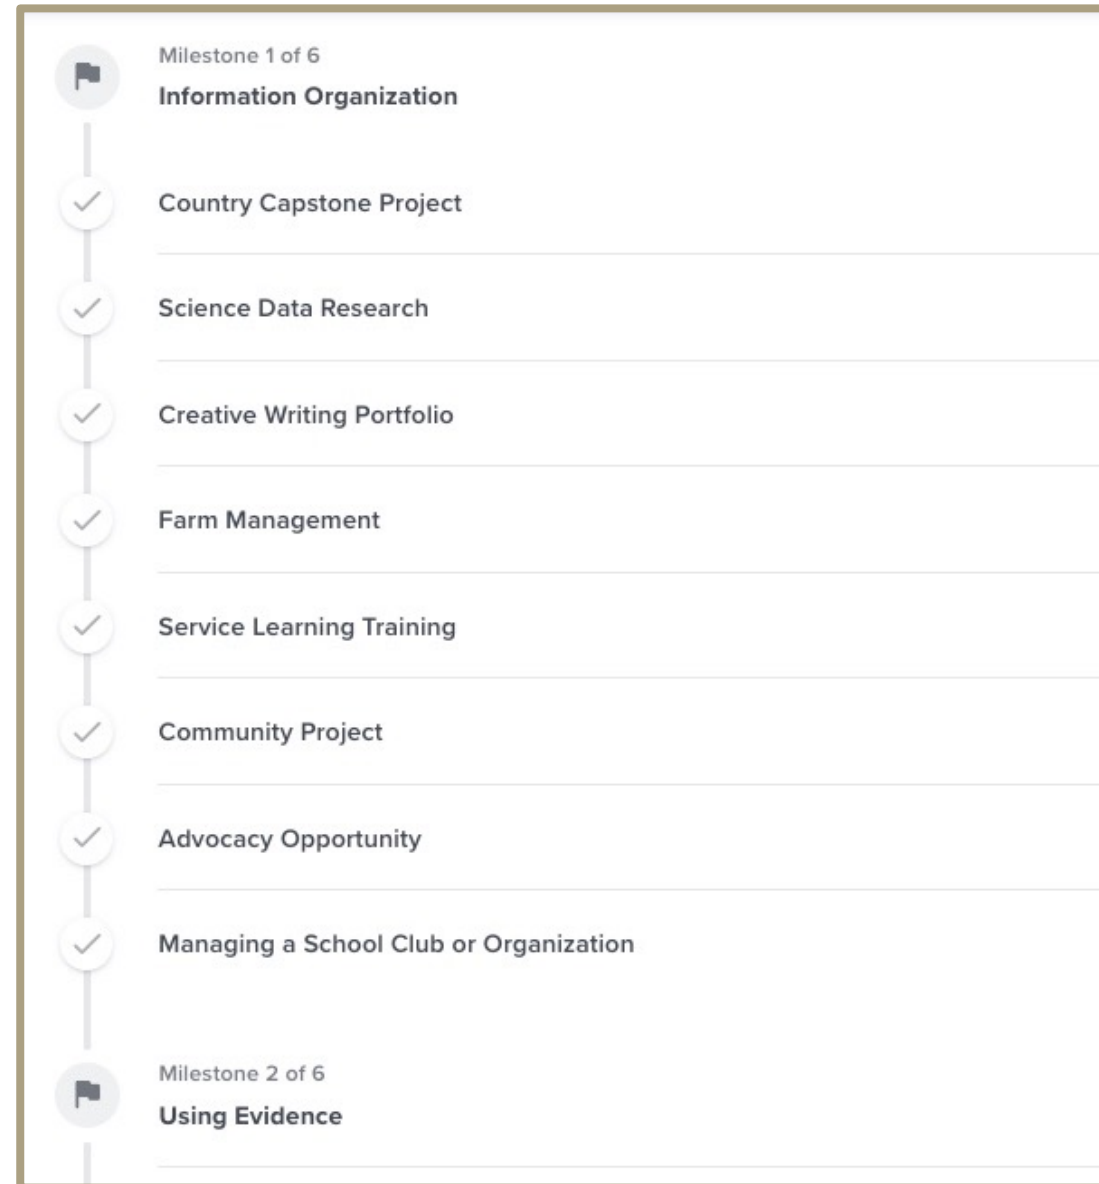 Milestone 1 of 6
Information Organization
Country Capstone Project
Science Data Research
Creative Writing Portfolio
Farm Management
Service Learning Training
Community Project
Advocacy Opportunity
Managing a School Club or Organization
Milestone 2 of 6
Using Evidence